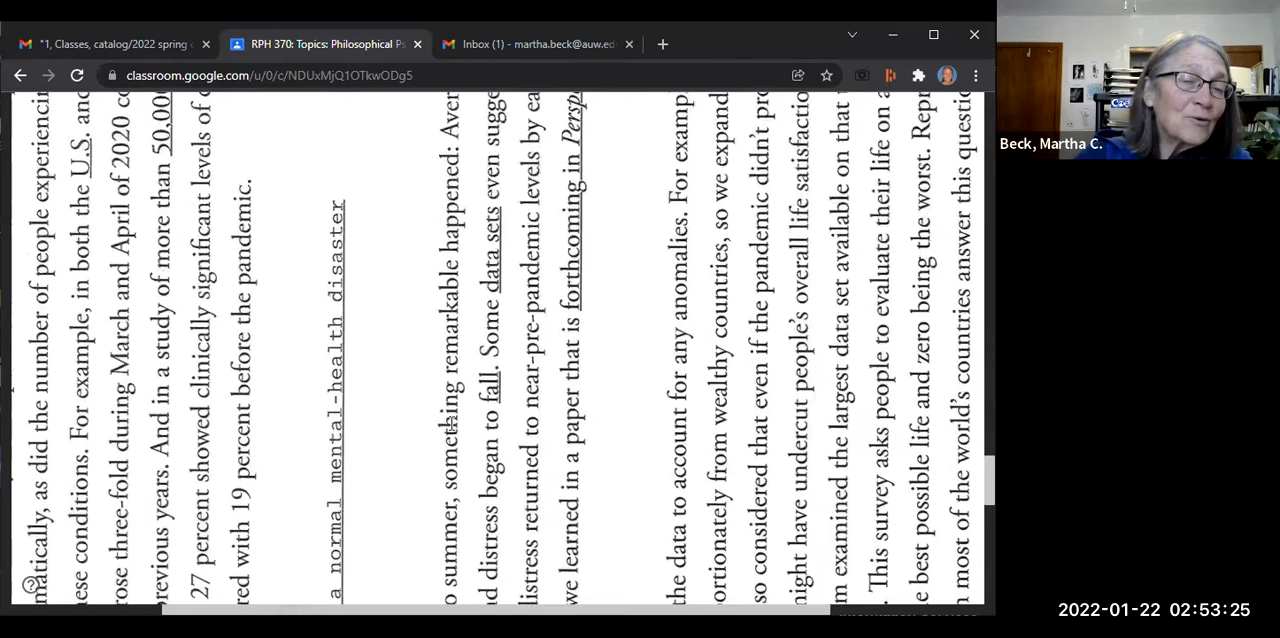 "1, Classes, catalog/2022 spring
RPH 370: Topics: Philosophical Ps
Inbox (1) - martha.beck@auw.ed
classroom.google.com/u/0/c/NDUxMjQ1OTkwODg5
Beck, Martha C.
matically, as did the number of people experiencin
ese conditions. For example, in both the U.S. and
rose three-fold during March and April of 2020 co
previous years. And in a study of more than 50,00
27 percent showed clinically significant levels of
red with 19 percent before the pandemic.
a normal mental-health disaster
o summer, something remarkable happened: Aver
d distress began to fall. Some data sets even sugge
distress returned to near-pre-pandemic levels by ea
we learned in a paper that is forthcoming in Persp
the data to account for any anomalies. For exampl
ortionately from wealthy countries, so we expand
so considered that even if the pandemic didn't pro
might have undercut people's overall life satisfactio
m examined the largest data set available on that
. This survey asks people to evaluate their life on a
e best possible life and zero being the worst. Repr
most of the world's countries answer this questio
2022-01-22 02:53:25